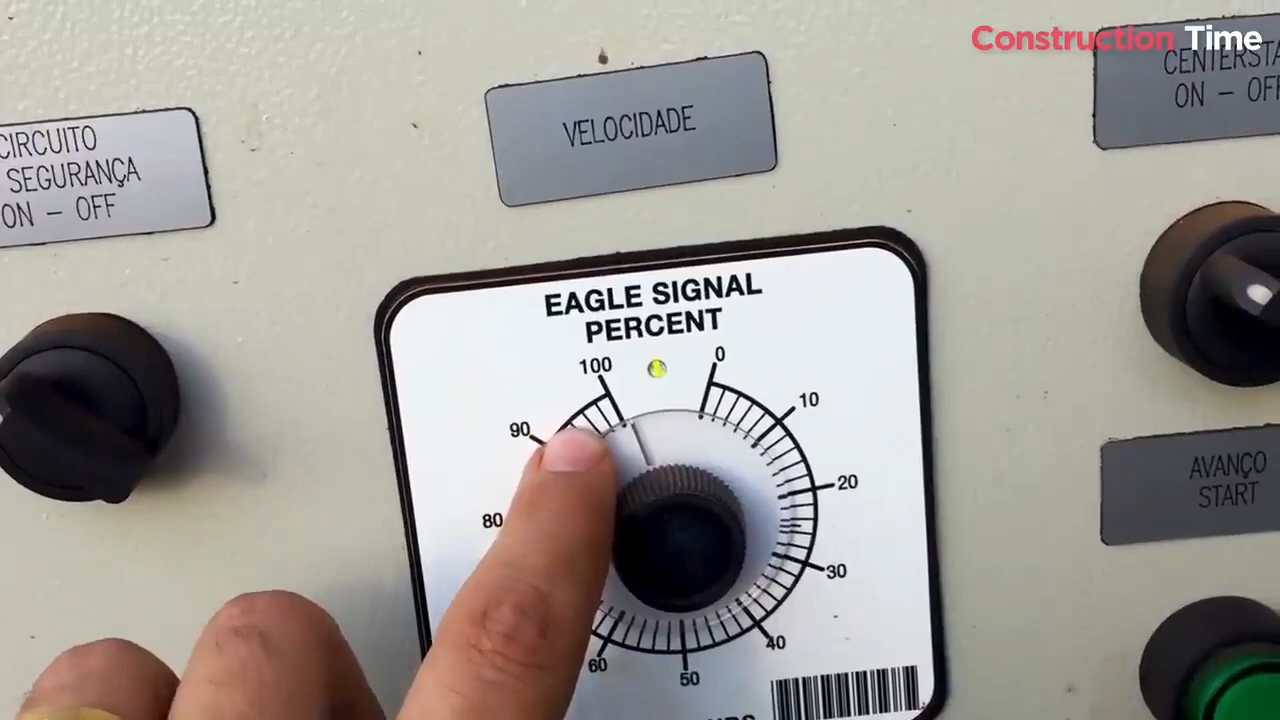 Construction Time
CIRCUITO
SEGURANÇA
ON – OFF
VELOCIDADE
ON – OFF
EAGLE SIGNAL
PERCENT
100
0
90
10
80
20
30
60
40
50
AVANÇO
START